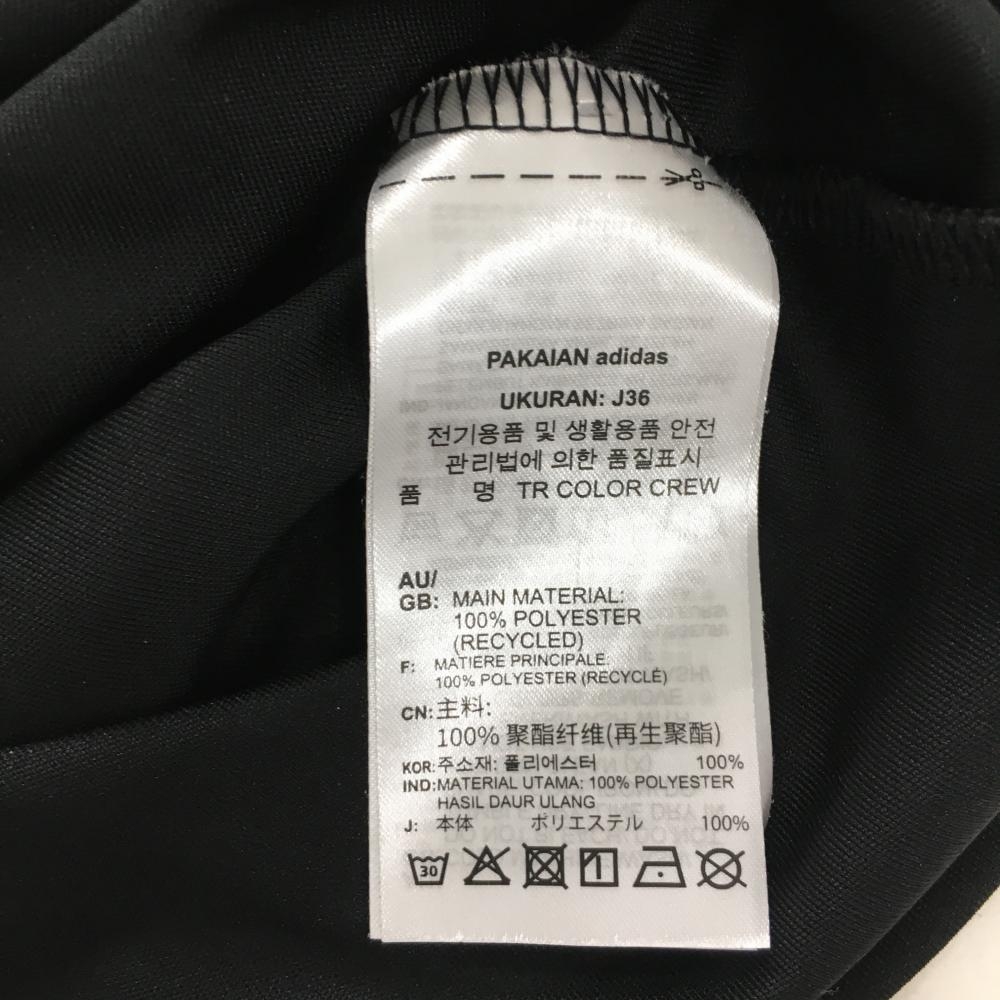 PAKAIAN adidas
UKURAN: J36
전기용품 및 생활용품 안전
관리법에 의한 품질표시
품 명 TR COLOR CREW
AU/
GB: MAIN MATERIAL:
100% POLYESTER
(RECYCLED)
F: MATIERE PRINCIPALE:
100% POLYESTER (RECYCLÉ)
CN: 主料:
100% 聚酯纤维(再生聚酯)
KOR: 주소재: 폴리에스터 100%
IND: MATERIAL UTAMA: 100% POLYESTER
HASIL DAUR ULANG
J: 本体 ポリエステル 100%
30